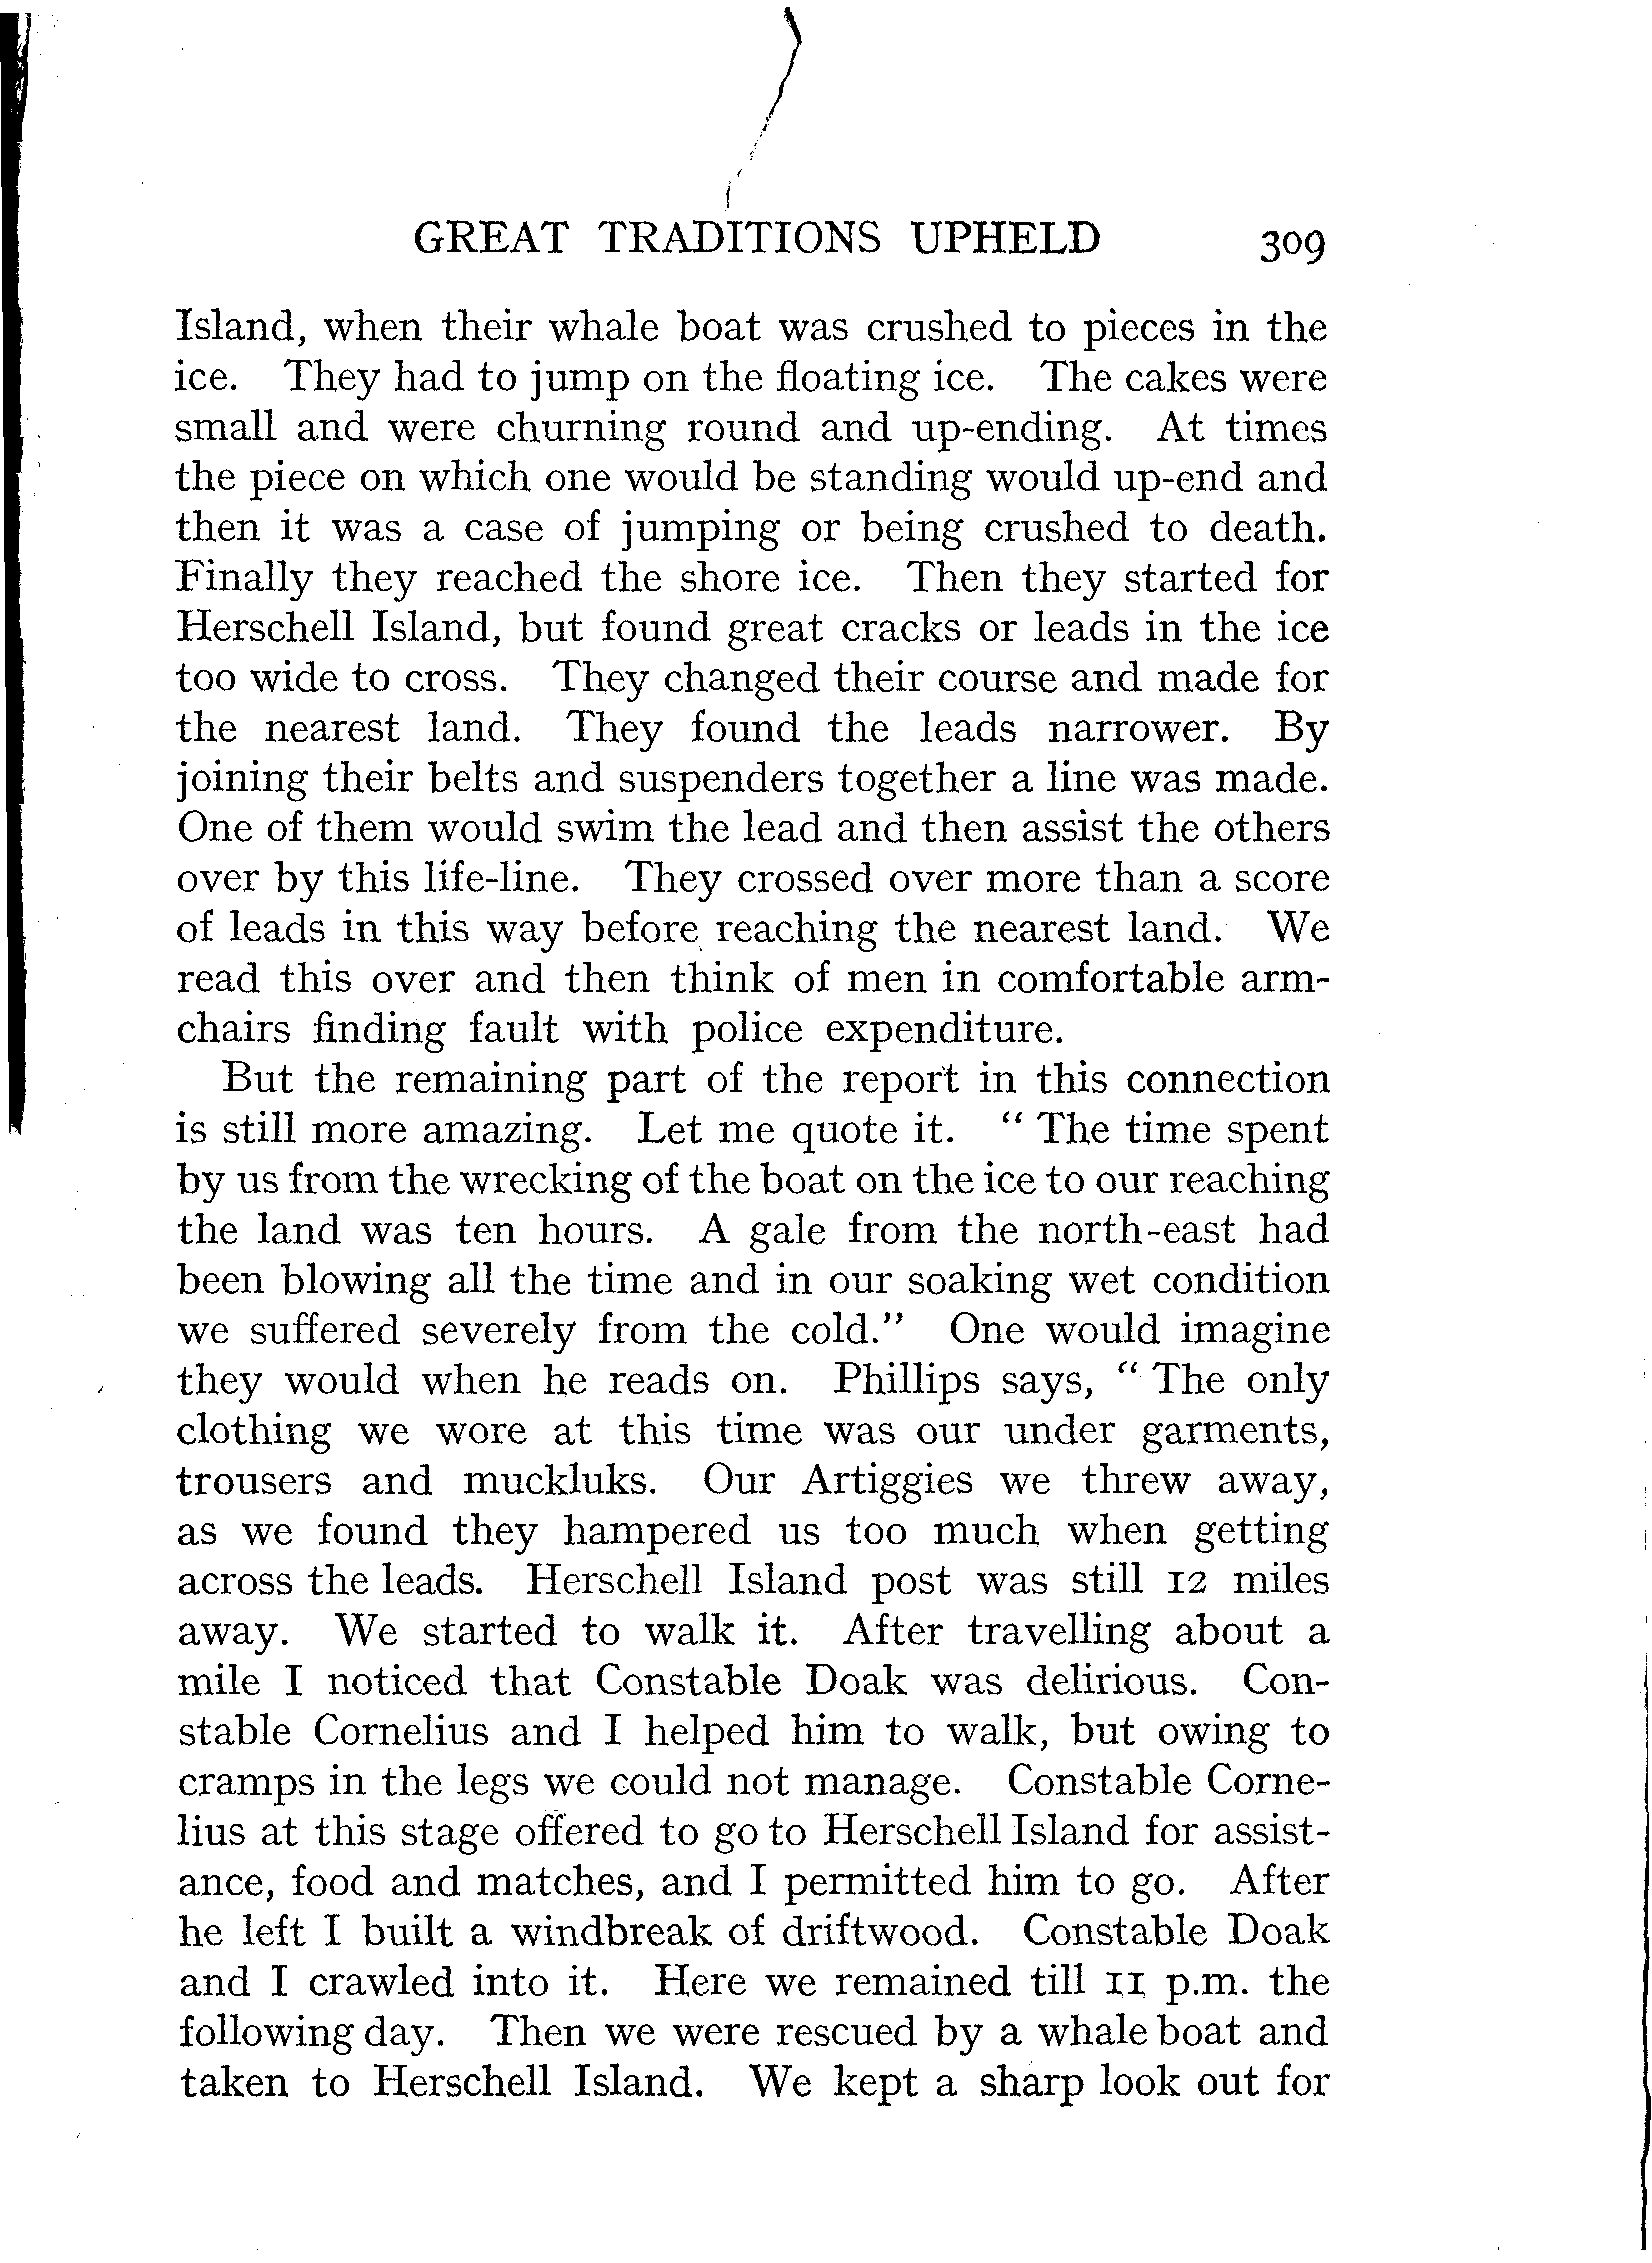 GREAT TRADITIONS UPHELD 309
Island, when their whale boat was crushed to pieces in the
ice. They had to jump on the floating ice. The cakes were
small and were churning round and up-ending. At times
the piece on which one would be standing would up-end and
then it was a case of jumping or being crushed to death.
Finally they reached the shore ice. Then they started for
Herschell Island, but found great cracks or leads in the ice
too wide to cross. They changed their course and made for
the nearest land. They found the leads narrower. By
joining their belts and suspenders together a line was made.
One of them would swim the lead and then assist the others
over by this life-line. They crossed over more than a score
of leads in this way before reaching the nearest land. We
read this over and then think of men in comfortable arm-
chairs finding fault with police expenditure.
But the remaining part of the report in this connection
is still more amazing. Let me quote it. “ The time spent
by us from the wrecking of the boat on the ice to our reaching
the land was ten hours. A gale from the north-east had
been blowing all the time and in our soaking wet condition
we suffered severely from the cold.” One would imagine
they would when he reads on. Phillips says, “ The only
clothing we wore at this time was our under garments,
trousers and muckluks. Our Artiggies we threw away,
as we found they hampered us too much when getting
across the leads. Herschell Island post was still 12 miles
away. We started to walk it. After travelling about a
mile I noticed that Constable Doak was delirious. Con-
stable Cornelius and I helped him to walk, but owing to
cramps in the legs we could not manage. Constable Corne-
lius at this stage offered to go to Herschell Island for assist-
ance, food and matches, and I permitted him to go. After
he left I built a windbreak of driftwood. Constable Doak
and I crawled into it. Here we remained till 11 p.m. the
following day. Then we were rescued by a whale boat and
taken to Herschell Island. We kept a sharp look out for